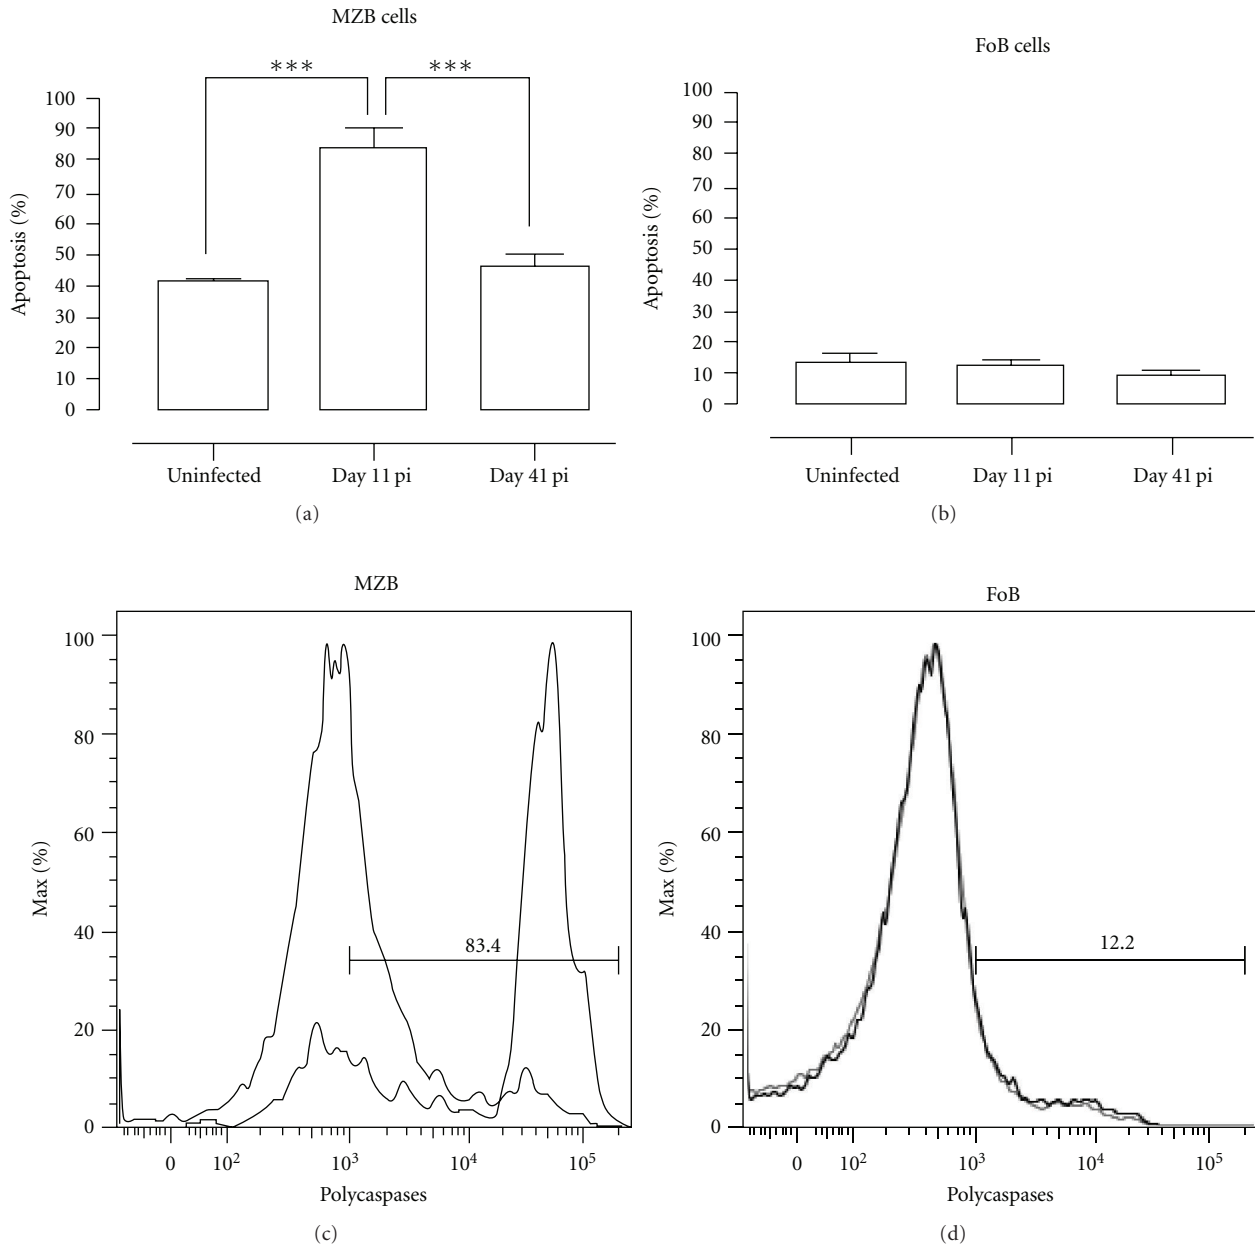 MZB cells
*** ***
100
90
80
70
60
50
40
30
20
10
0
Apoptosis (%)
Uninfected Day 11 pi Day 41 pi
(a)
FoB cells
100
90
80
70
60
50
40
30
20
10
0
Apoptosis (%)
Uninfected Day 11 pi Day 41 pi
(b)
MZB
100
80
60
40
20
0
Max (%)
83.4
0 10² 10³ 10⁴ 10⁵
Polycaspases
(c)
FoB
100
80
60
40
20
0
Max (%)
12.2
0 10² 10³ 10⁴ 10⁵
Polycaspases
(d)